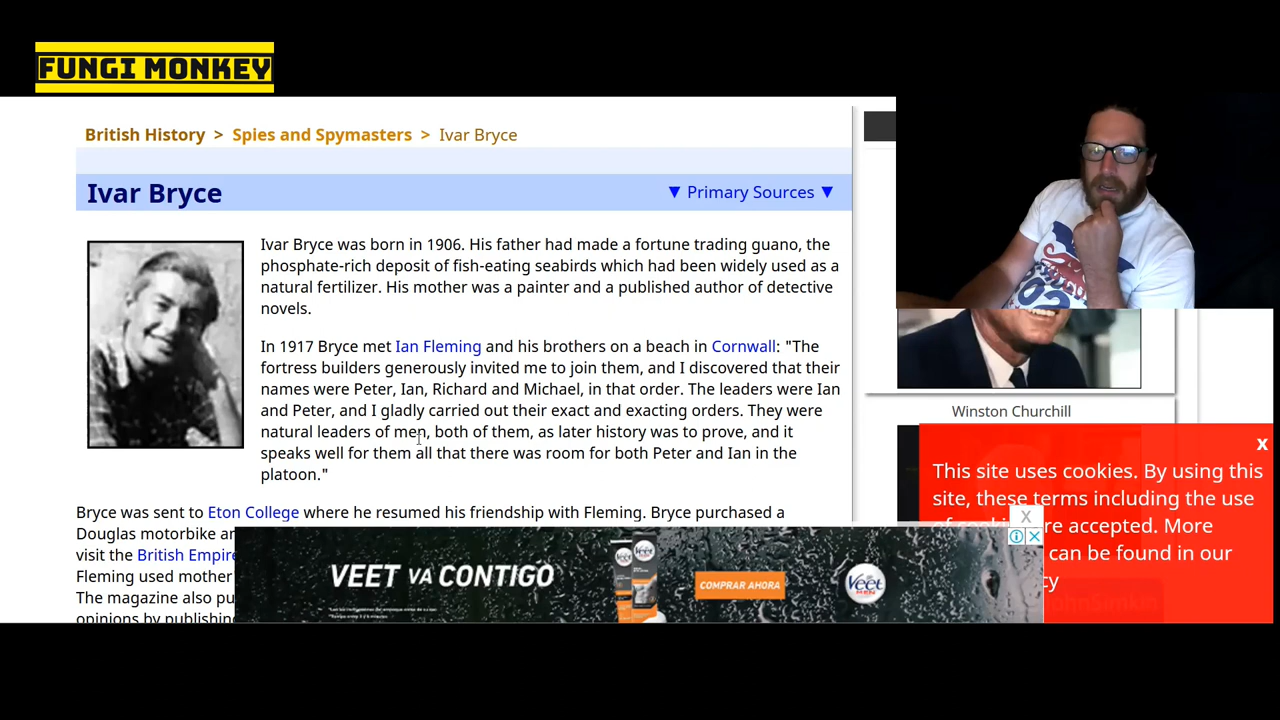 FUNGI MONKEY
British History > Spies and Spymasters > Ivar Bryce
Ivar Bryce
▼ Primary Sources ▼
Ivar Bryce was born in 1906. His father had made a fortune trading guano, the
phosphate-rich deposit of fish-eating seabirds which had been widely used as a
natural fertilizer. His mother was a painter and a published author of detective
novels.
In 1917 Bryce met Ian Fleming and his brothers on a beach in Cornwall: "The
fortress builders generously invited me to join them, and I discovered that their
names were Peter, Ian, Richard and Michael, in that order. The leaders were Ian
and Peter, and I gladly carried out their exact and exacting orders. They were
natural leaders of men, both of them, as later history was to prove, and it
speaks well for them all that there was room for both Peter and Ian in the
platoon."
Bryce was sent to Eton College where he resumed his friendship with Fleming. Bryce purchased a
Douglas motorbike an
visit the British Empire
Fleming used mother
The magazine also pu
opinions by publishing
Winston Churchill
x
This site uses cookies. By using this
site, these terms including the use
re accepted. More
can be found in our
cy
X
VEET VA CONTIGO
COMPRAR AHORA
Veet
MEN